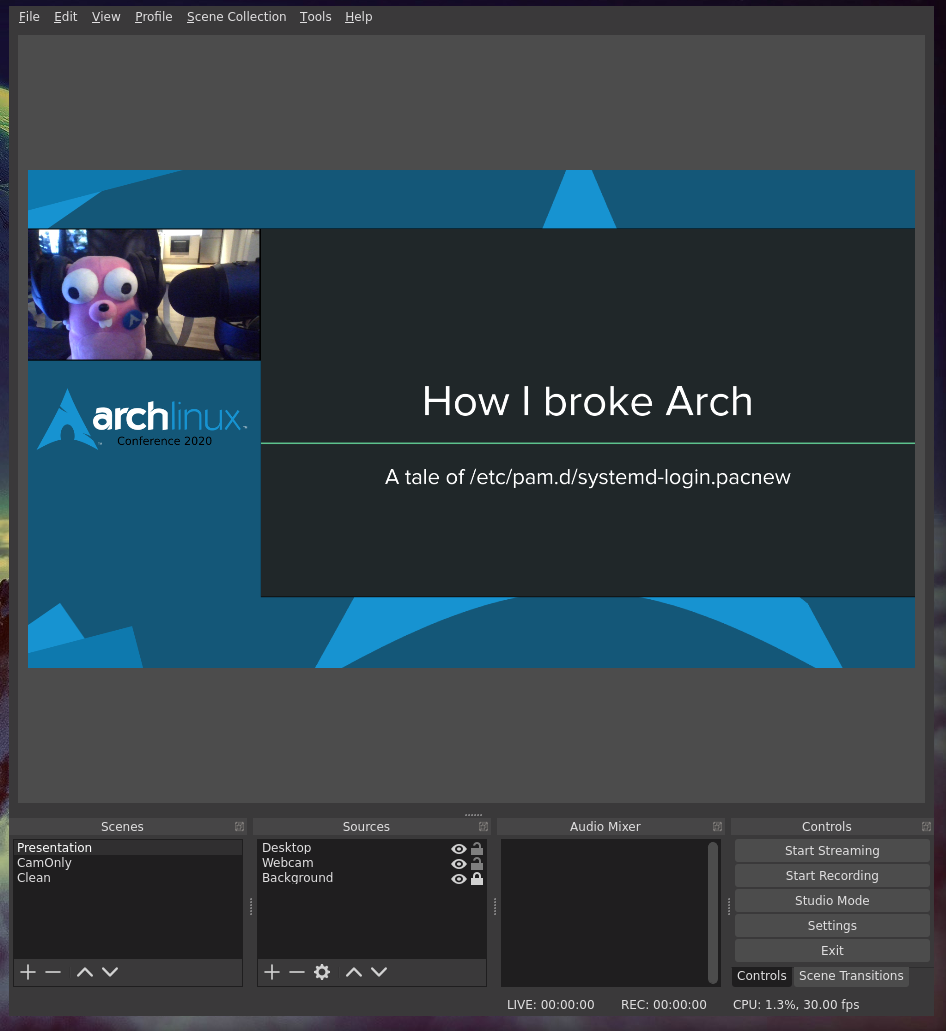 File Edit View Profile Scene Collection Tools Help
How I broke Arch
archlinux™
Conference 2020
A tale of /etc/pam.d/systemd-login.pacnew
Scenes
Presentation
CamOnly
Clean
Sources
Desktop
Webcam
Background
Audio Mixer
Controls
Start Streaming
Start Recording
Studio Mode
Settings
Exit
Controls Scene Transitions
LIVE: 00:00:00 REC: 00:00:00 CPU: 1.3%, 30.00 fps